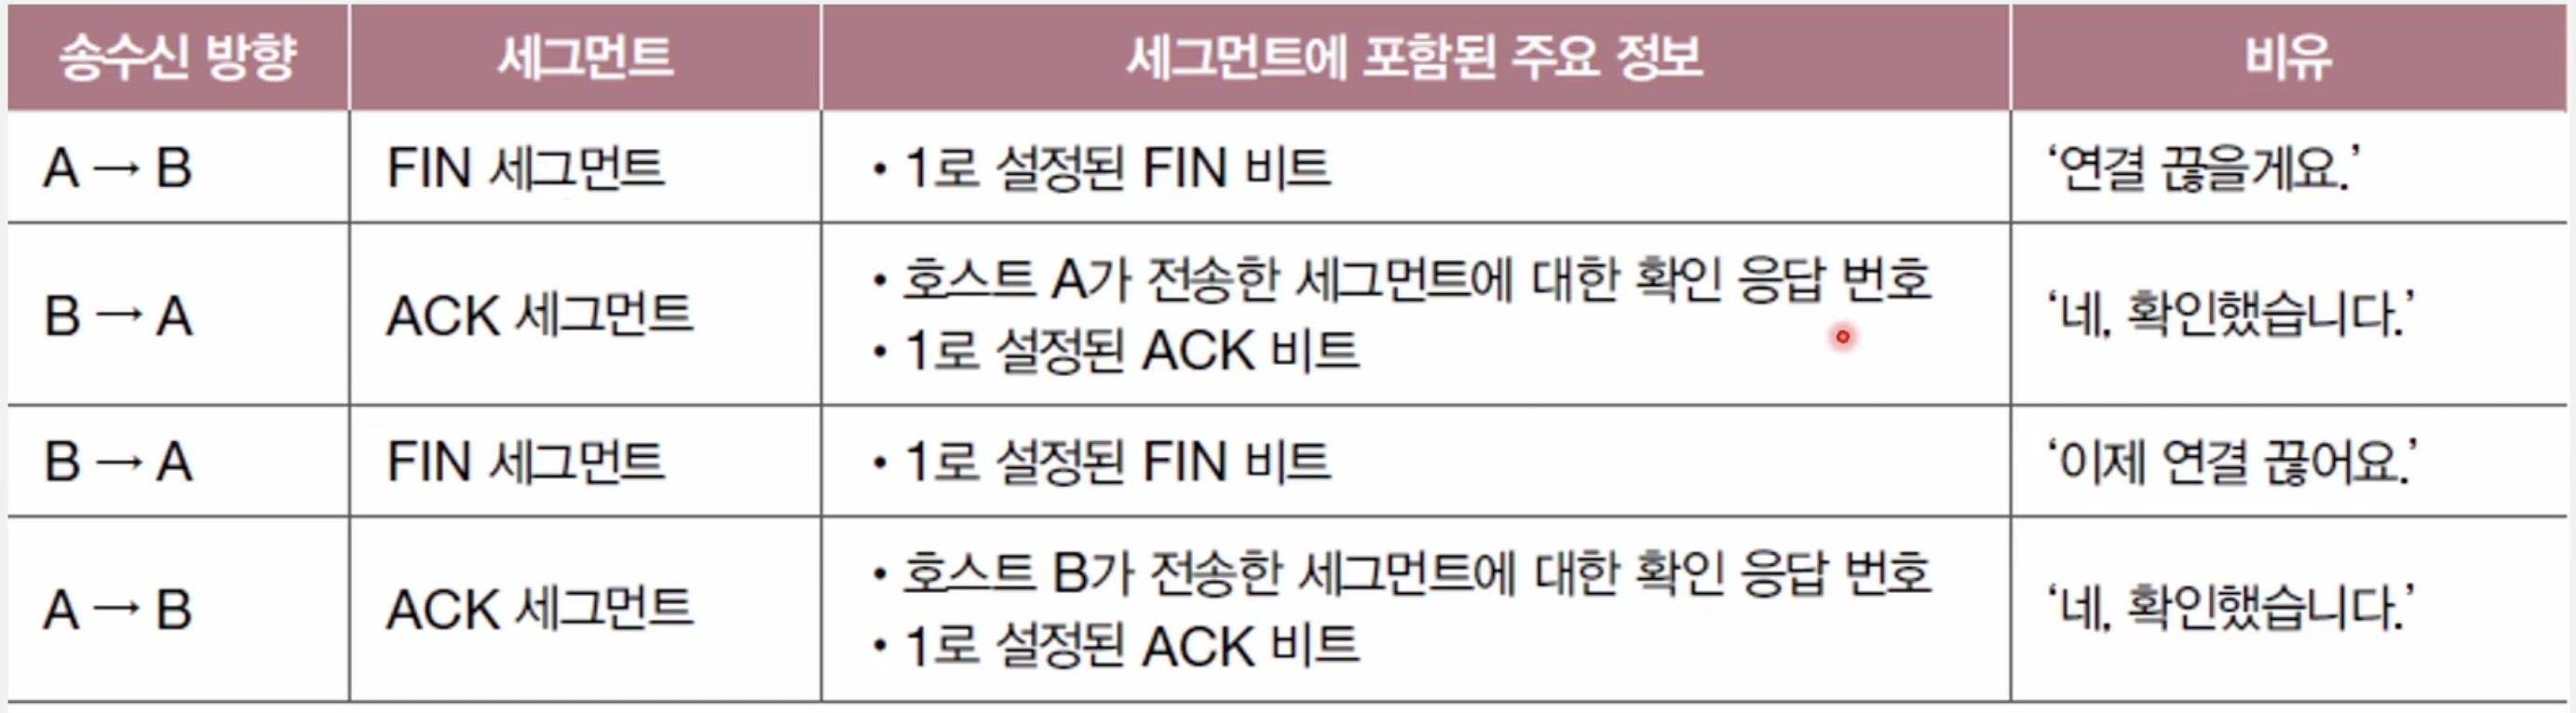 송수신 방향 세그먼트 세그먼트에 포함된 주요 정보 비유
A → B FIN 세그먼트 • 1로 설정된 FIN 비트 ‘연결 끊을게요.’
B → A ACK 세그먼트 • 호스트 A가 전송한 세그먼트에 대한 확인 응답 번호 ‘네, 확인했습니다.’
• 1로 설정된 ACK 비트
B → A FIN 세그먼트 • 1로 설정된 FIN 비트 ‘이제 연결 끊어요.’
A → B ACK 세그먼트 • 호스트 B가 전송한 세그먼트에 대한 확인 응답 번호 ‘네, 확인했습니다.’
• 1로 설정된 ACK 비트